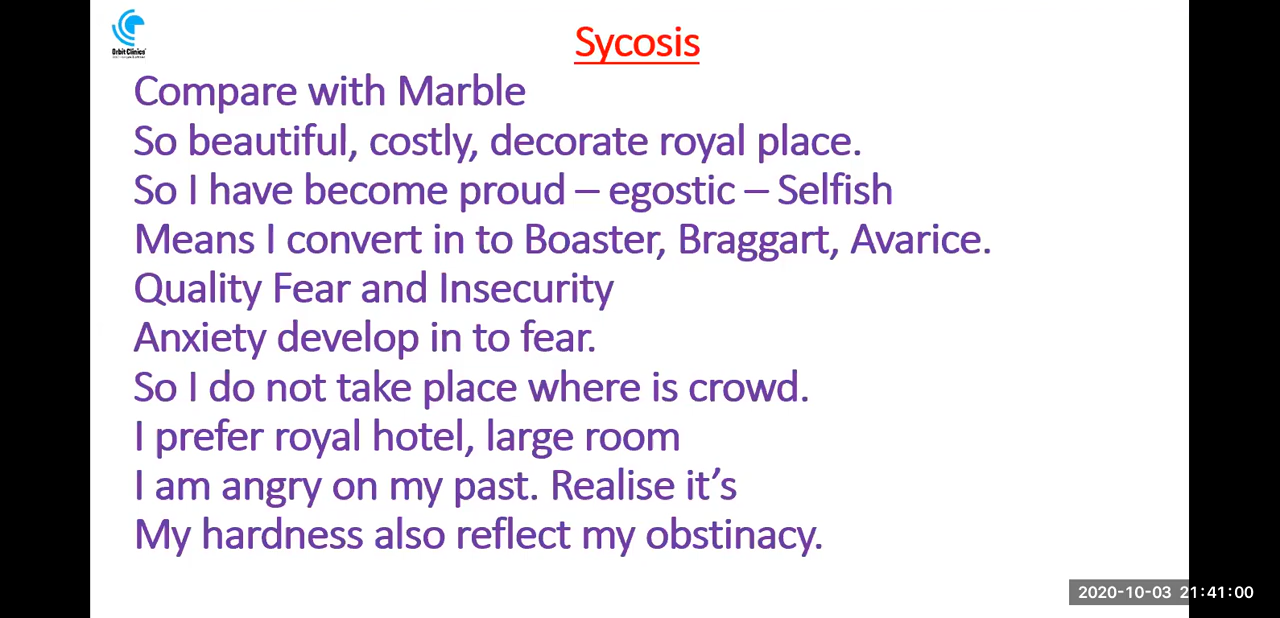 Orbit Clinics
Sycosis
Compare with Marble
So beautiful, costly, decorate royal place.
So I have become proud – egostic – Selfish
Means I convert in to Boaster, Braggart, Avarice.
Quality Fear and Insecurity
Anxiety develop in to fear.
So I do not take place where is crowd.
I prefer royal hotel, large room
I am angry on my past. Realise it’s
My hardness also reflect my obstinacy.
2020-10-03 21:41:00